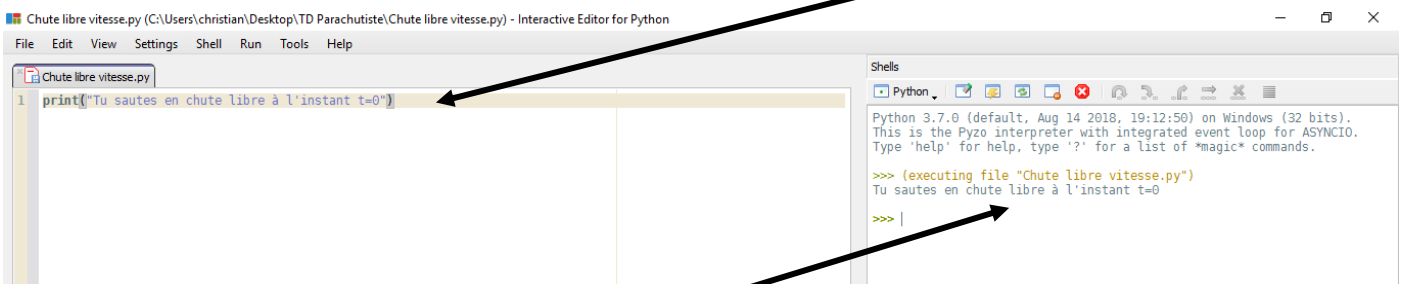 Chute libre vitesse.py (C:\Users\christian\Desktop\TD Parachutiste\Chute libre vitesse.py) - Interactive Editor for Python
File Edit View Settings Shell Run Tools Help
Chute libre vitesse.py
1 print("Tu sautes en chute libre à l'instant t=0")
Shells
Python
Python 3.7.0 (default, Aug 14 2018, 19:12:50) on Windows (32 bits).
This is the Pyzo interpreter with integrated event loop for ASYNCIO.
Type 'help' for help, type '?' for a list of *magic* commands.
>>> (executing file "Chute libre vitesse.py")
Tu sautes en chute libre à l'instant t=0
>>>